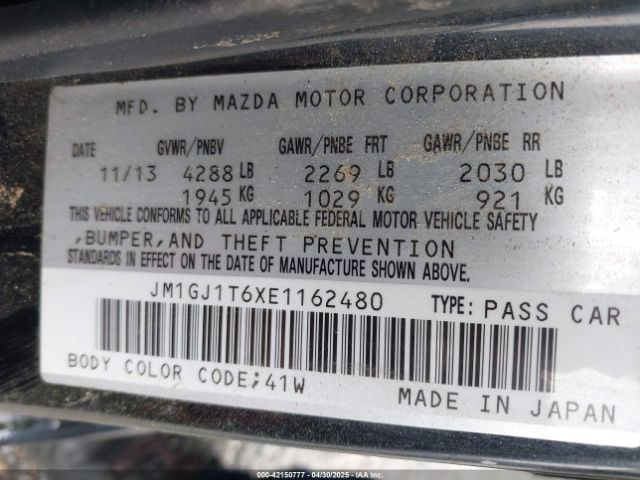 MFD. BY MAZDA MOTOR CORPORATION
DATE GVWR/PNBV GAWR/PNBE FRT GAWR/PNBE RR
11/13 4288 LB 2269 LB 2030 LB
1945 KG 1029 KG 921 KG
THIS VEHICLE CONFORMS TO ALL APPLICABLE FEDERAL MOTOR VEHICLE SAFETY
,BUMPER,AND THEFT PREVENTION
STANDARDS IN EFFECT ON THE DATE OF MANUFACTURE SHOWN ABOVE.
JM1GJ1T6XE1162480 TYPE: PASS CAR
BODY COLOR CODE;41W
MADE IN JAPAN
000-42150777 - 04/30/2025 - IAA, Inc.